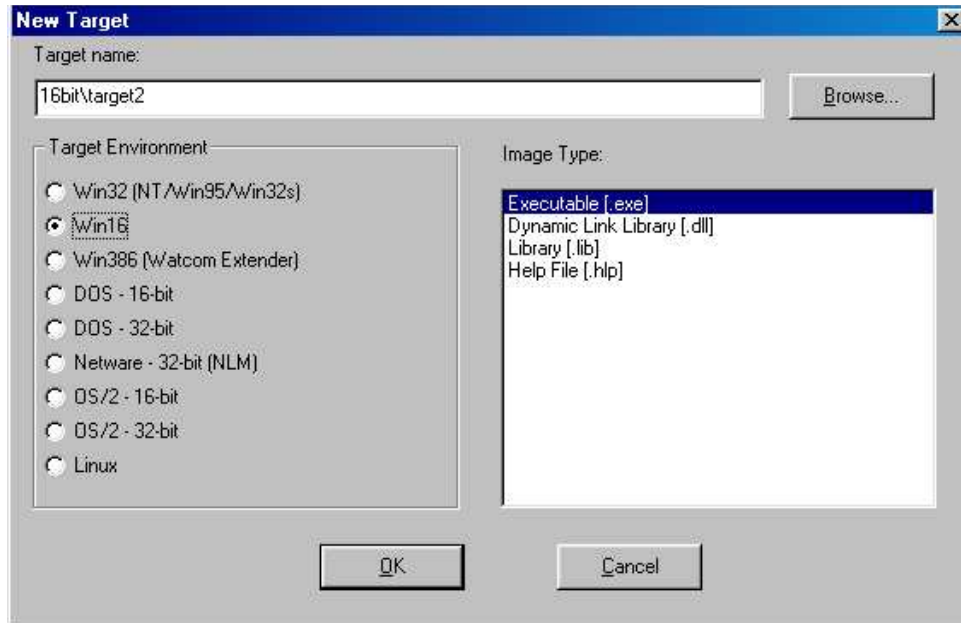 New Target
Target name:
16bit\target2
Browse...
Target Environment
Win32 (NT/Win95/Win32s)
Win16
Win386 (Watcom Extender)
DOS - 16-bit
DOS - 32-bit
Netware - 32-bit (NLM)
OS/2 - 16-bit
OS/2 - 32-bit
Linux
Image Type:
Executable [.exe]
Dynamic Link Library [.dll]
Library [.lib]
Help File [.hlp]
OK
Cancel